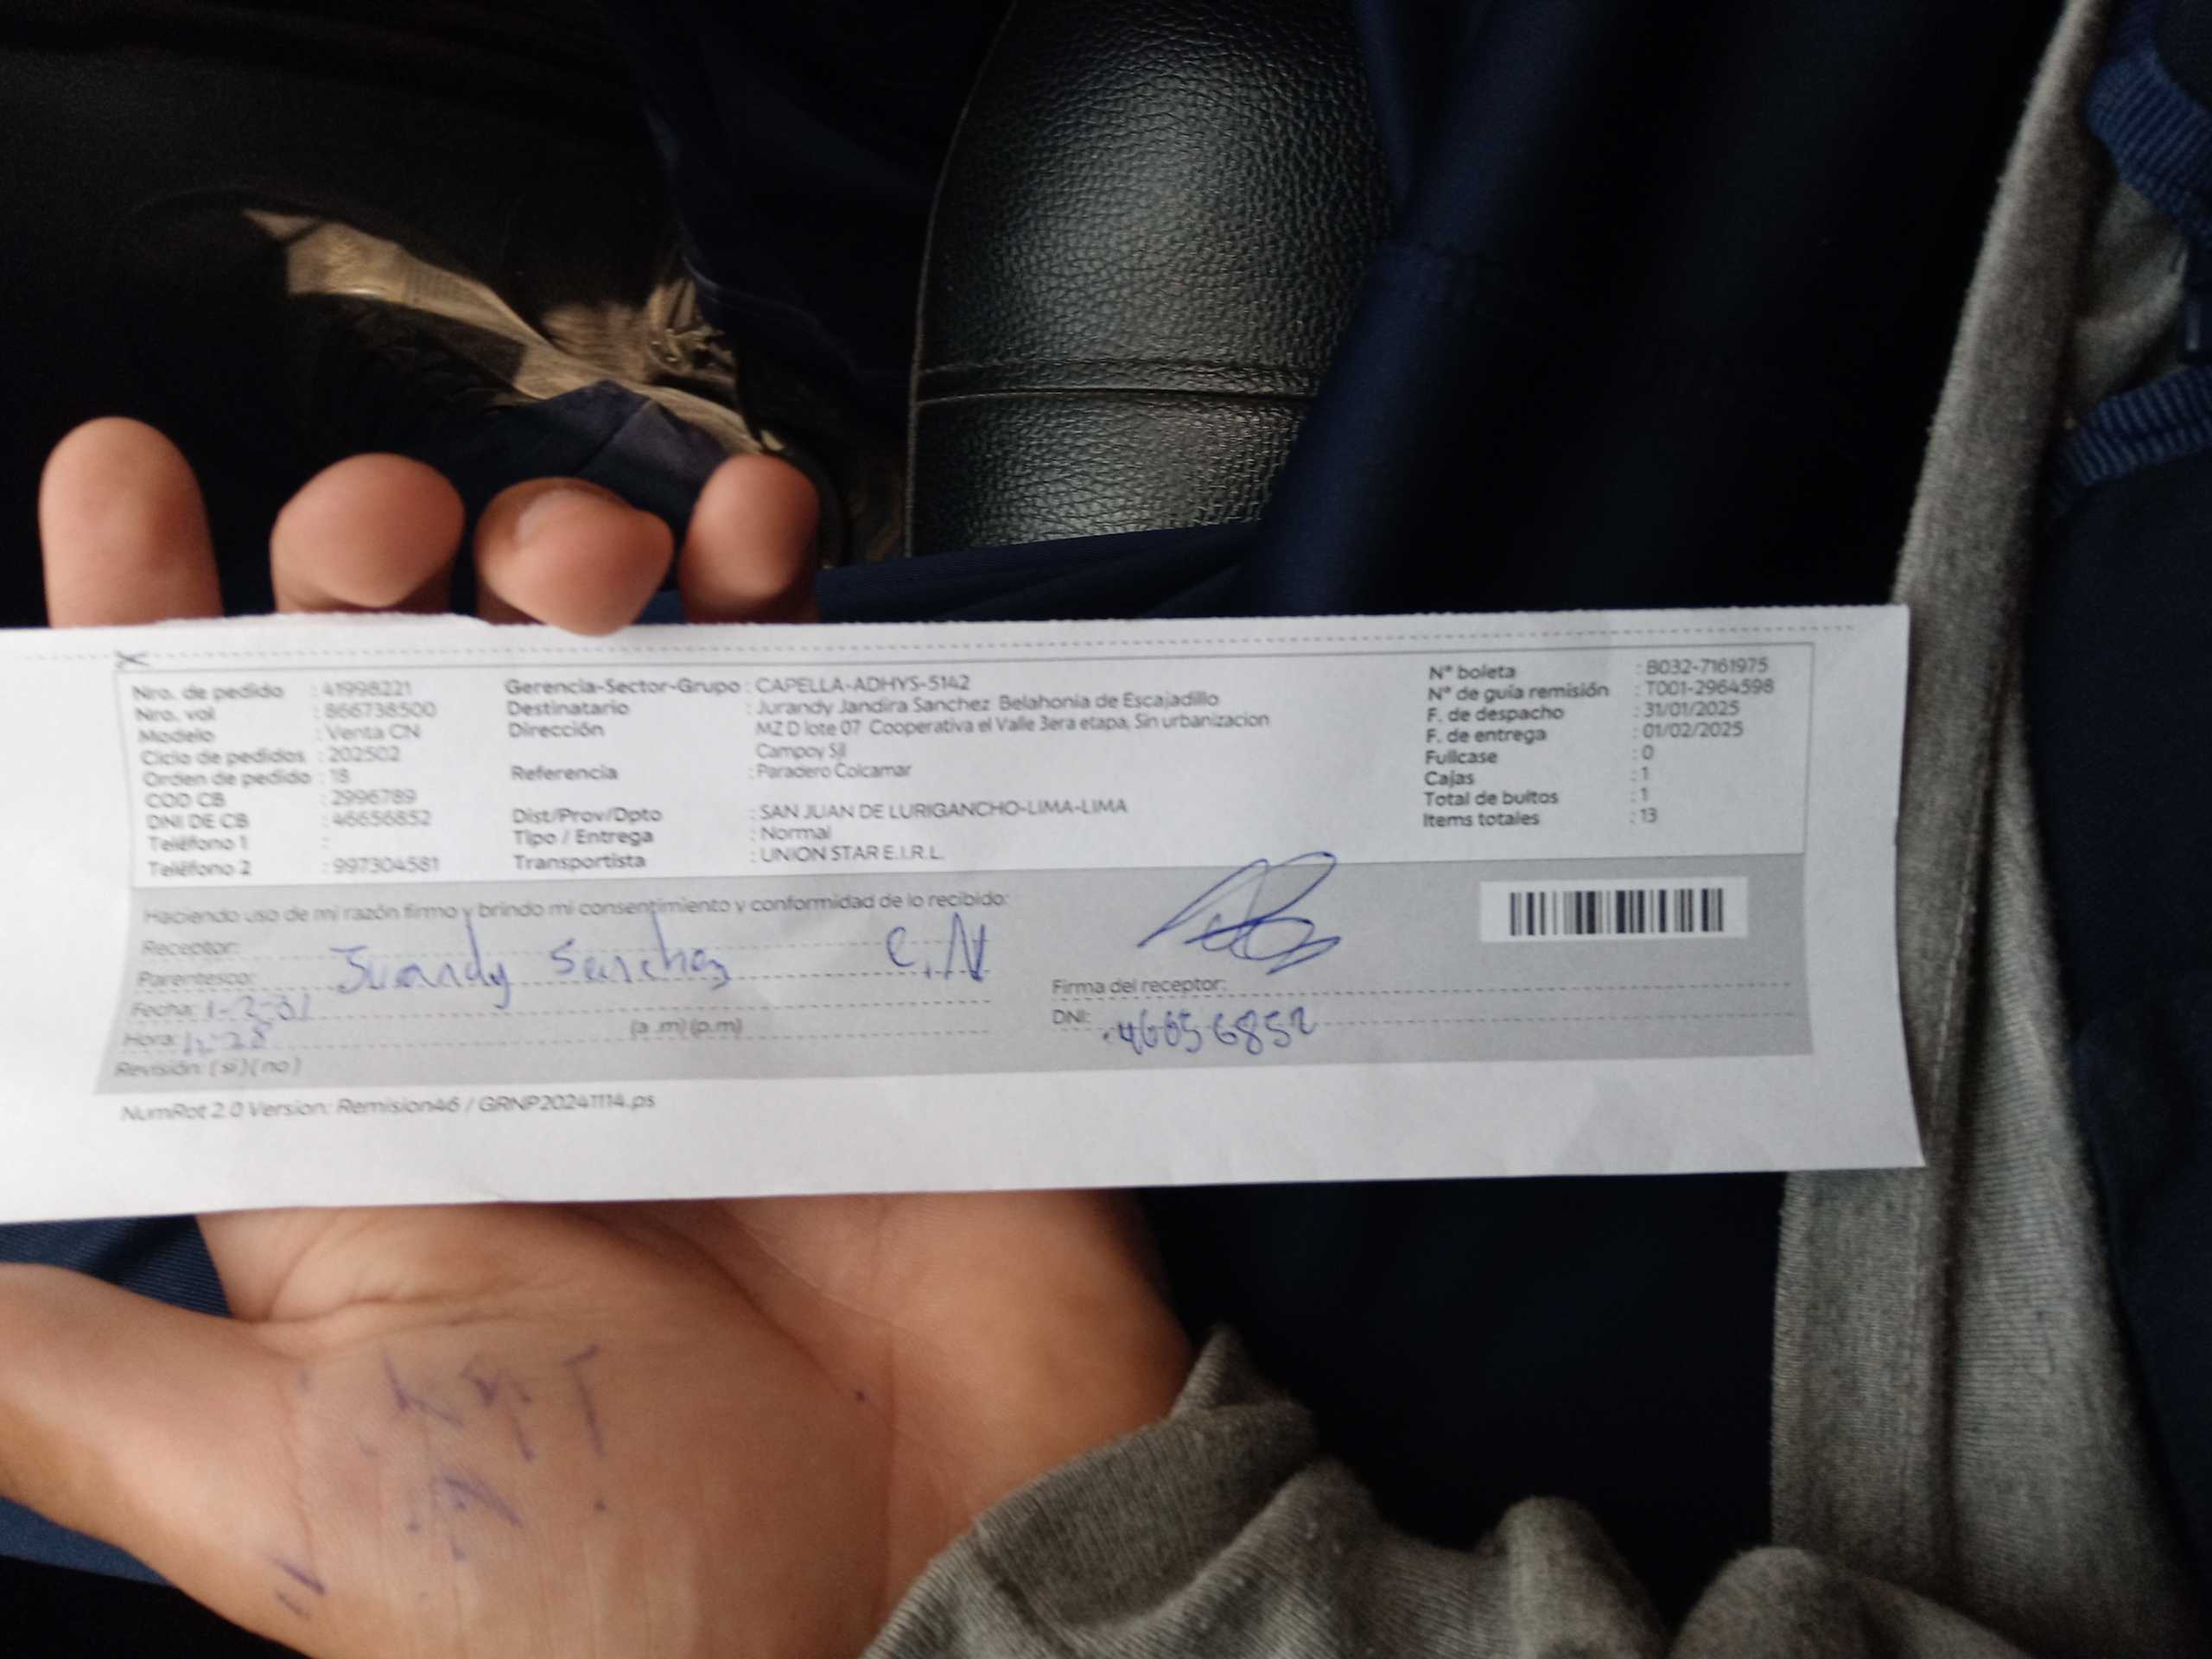 Nro. de pedido : 41998221
Nro. vol : 866738500
Modelo : Venta CN
Ciclo de pedidos : 202502
Orden de pedido : 18
COD CB : 2996789
DNI DE CB : 46656852
Teléfono 1 :
Teléfono 2 : 997304581
Gerencia-Sector-Grupo : CAPELLA-ADHYS-5142
Destinatario : Jurandy Jandira Sanchez Belahonia de Escajadillo
Dirección MZ D lote 07 Cooperativa el Valle 3era etapa, Sin urbanizacion
Campoy Sjl
Referencia : Paradero Colcamar
Dist/Prov/Dpto : SAN JUAN DE LURIGANCHO-LIMA-LIMA
Tipo / Entrega : Normal
Transportista : UNION STAR E.I.R.L.
N° boleta : B032-7161975
N° de guía remisión : T001-2964598
F. de despacho : 31/01/2025
F. de entrega : 01/02/2025
Fullcase : 0
Cajas : 1
Total de bultos : 1
Items totales : 13
Haciendo uso de mi razón firmo y brindo mi consentimiento y conformidad de lo recibido:
Receptor:
Parentesco: Jurandy Sanchez C.N
Fecha:
Hora: (a .m) (p.m)
Revisión: ( si ) ( no )
Firma del receptor:
DNI: 46656852
NumRot 2.0 Version: Remision46 / GRNP20241114.ps